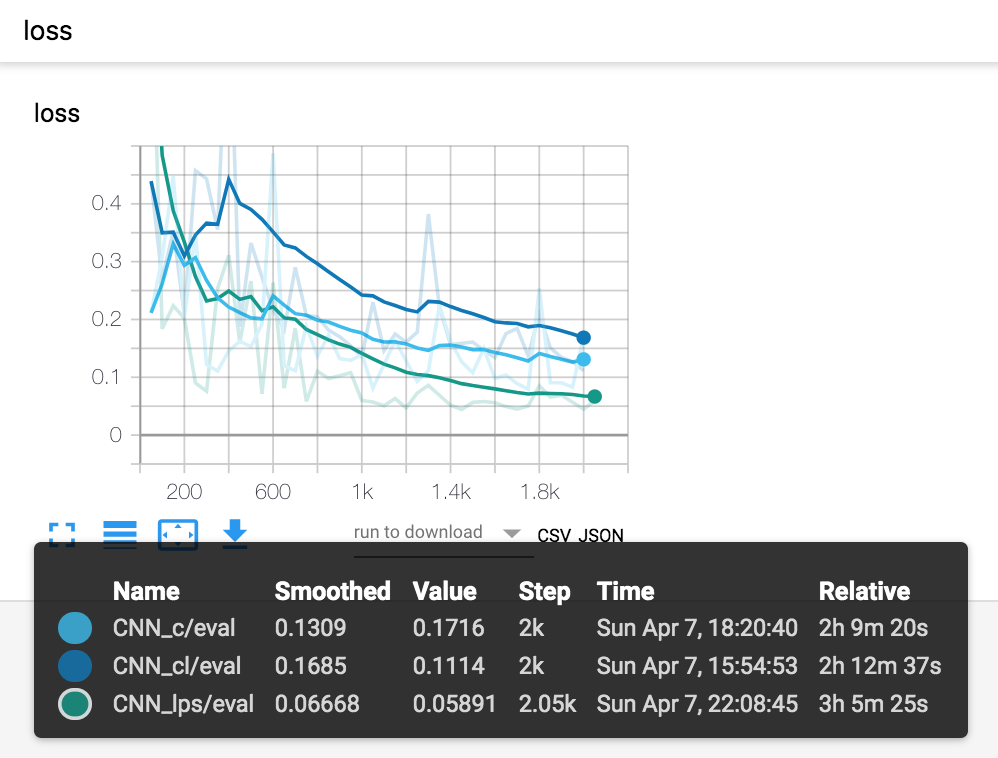 loss
loss
0.4
0.3
0.2
0.1
0
200 600 1k 1.4k 1.8k
run to download CSV JSON
Name Smoothed Value Step Time Relative
CNN_c/eval 0.1309 0.1716 2k Sun Apr 7, 18:20:40 2h 9m 20s
CNN_cl/eval 0.1685 0.1114 2k Sun Apr 7, 15:54:53 2h 12m 37s
CNN_lps/eval 0.06668 0.05891 2.05k Sun Apr 7, 22:08:45 3h 5m 25s